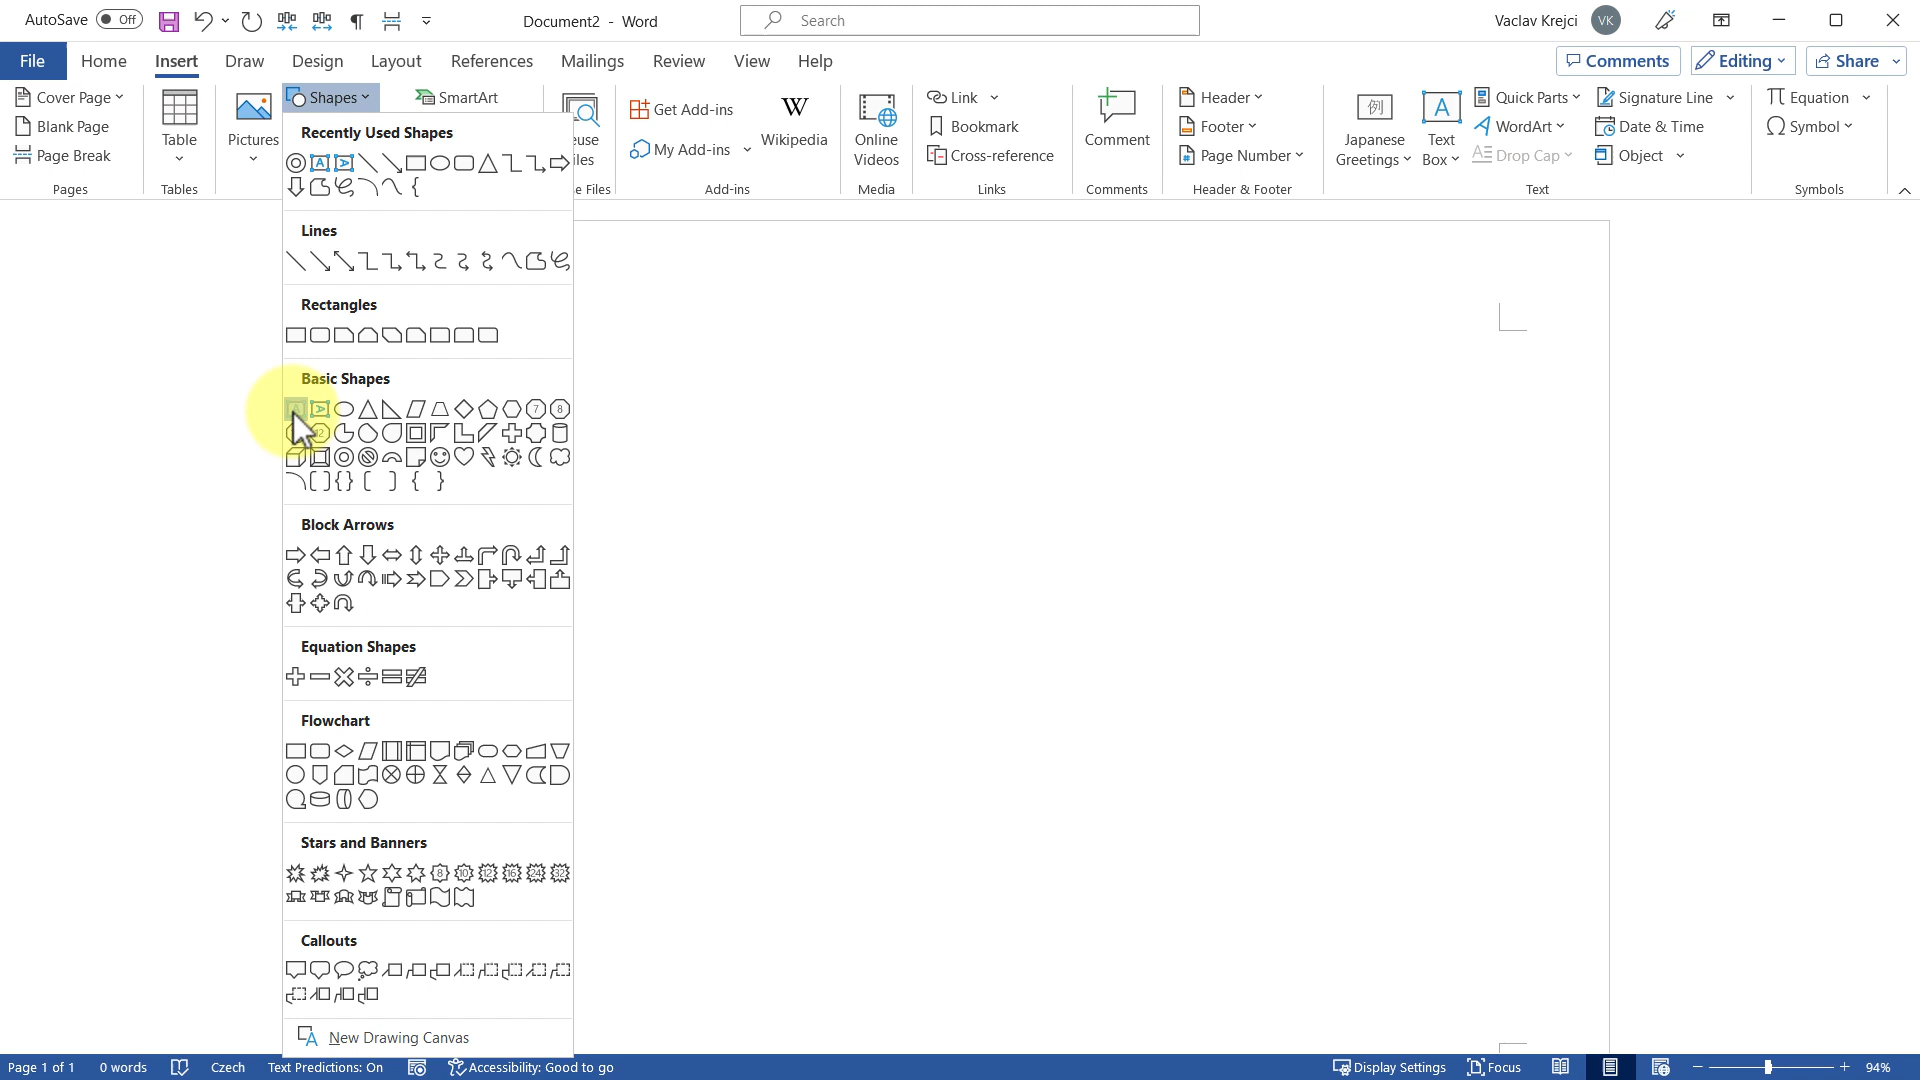 AutoSave Off Document2 - Word Search Vaclav Krejci VK
File Home Insert Draw Design Layout References Mailings Review View Help Comments Editing Share
Cover Page
Blank Page
Page Break
Pages
Table
Tables
Pictures
Shapes
SmartArt
Get Add-ins
My Add-ins
Wikipedia
Add-ins
Online
Videos
Media
Link
Bookmark
Cross-reference
Links
Comment
Comments
Header
Footer
Page Number
Header & Footer
Japanese
Greetings
Text
Box
Quick Parts
WordArt
Drop Cap
Signature Line
Date & Time
Object
Text
Equation
Symbol
Symbols
Recently Used Shapes
Lines
Rectangles
Basic Shapes
Block Arrows
Equation Shapes
Flowchart
Stars and Banners
Callouts
New Drawing Canvas
Page 1 of 1 0 words Czech Text Predictions: On Accessibility: Good to go Display Settings Focus 94%